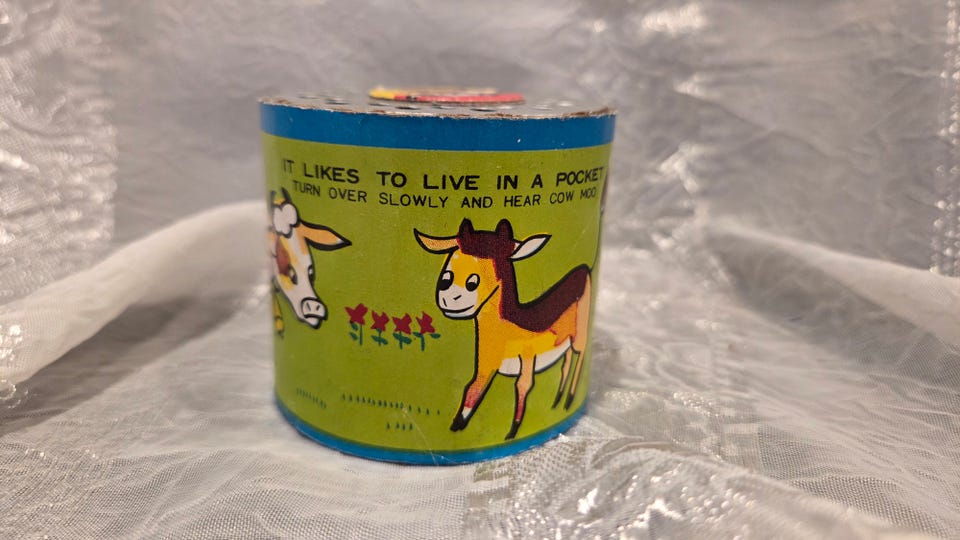 IT LIKES TO LIVE IN A POCKET
TURN OVER SLOWLY AND HEAR COW MOO